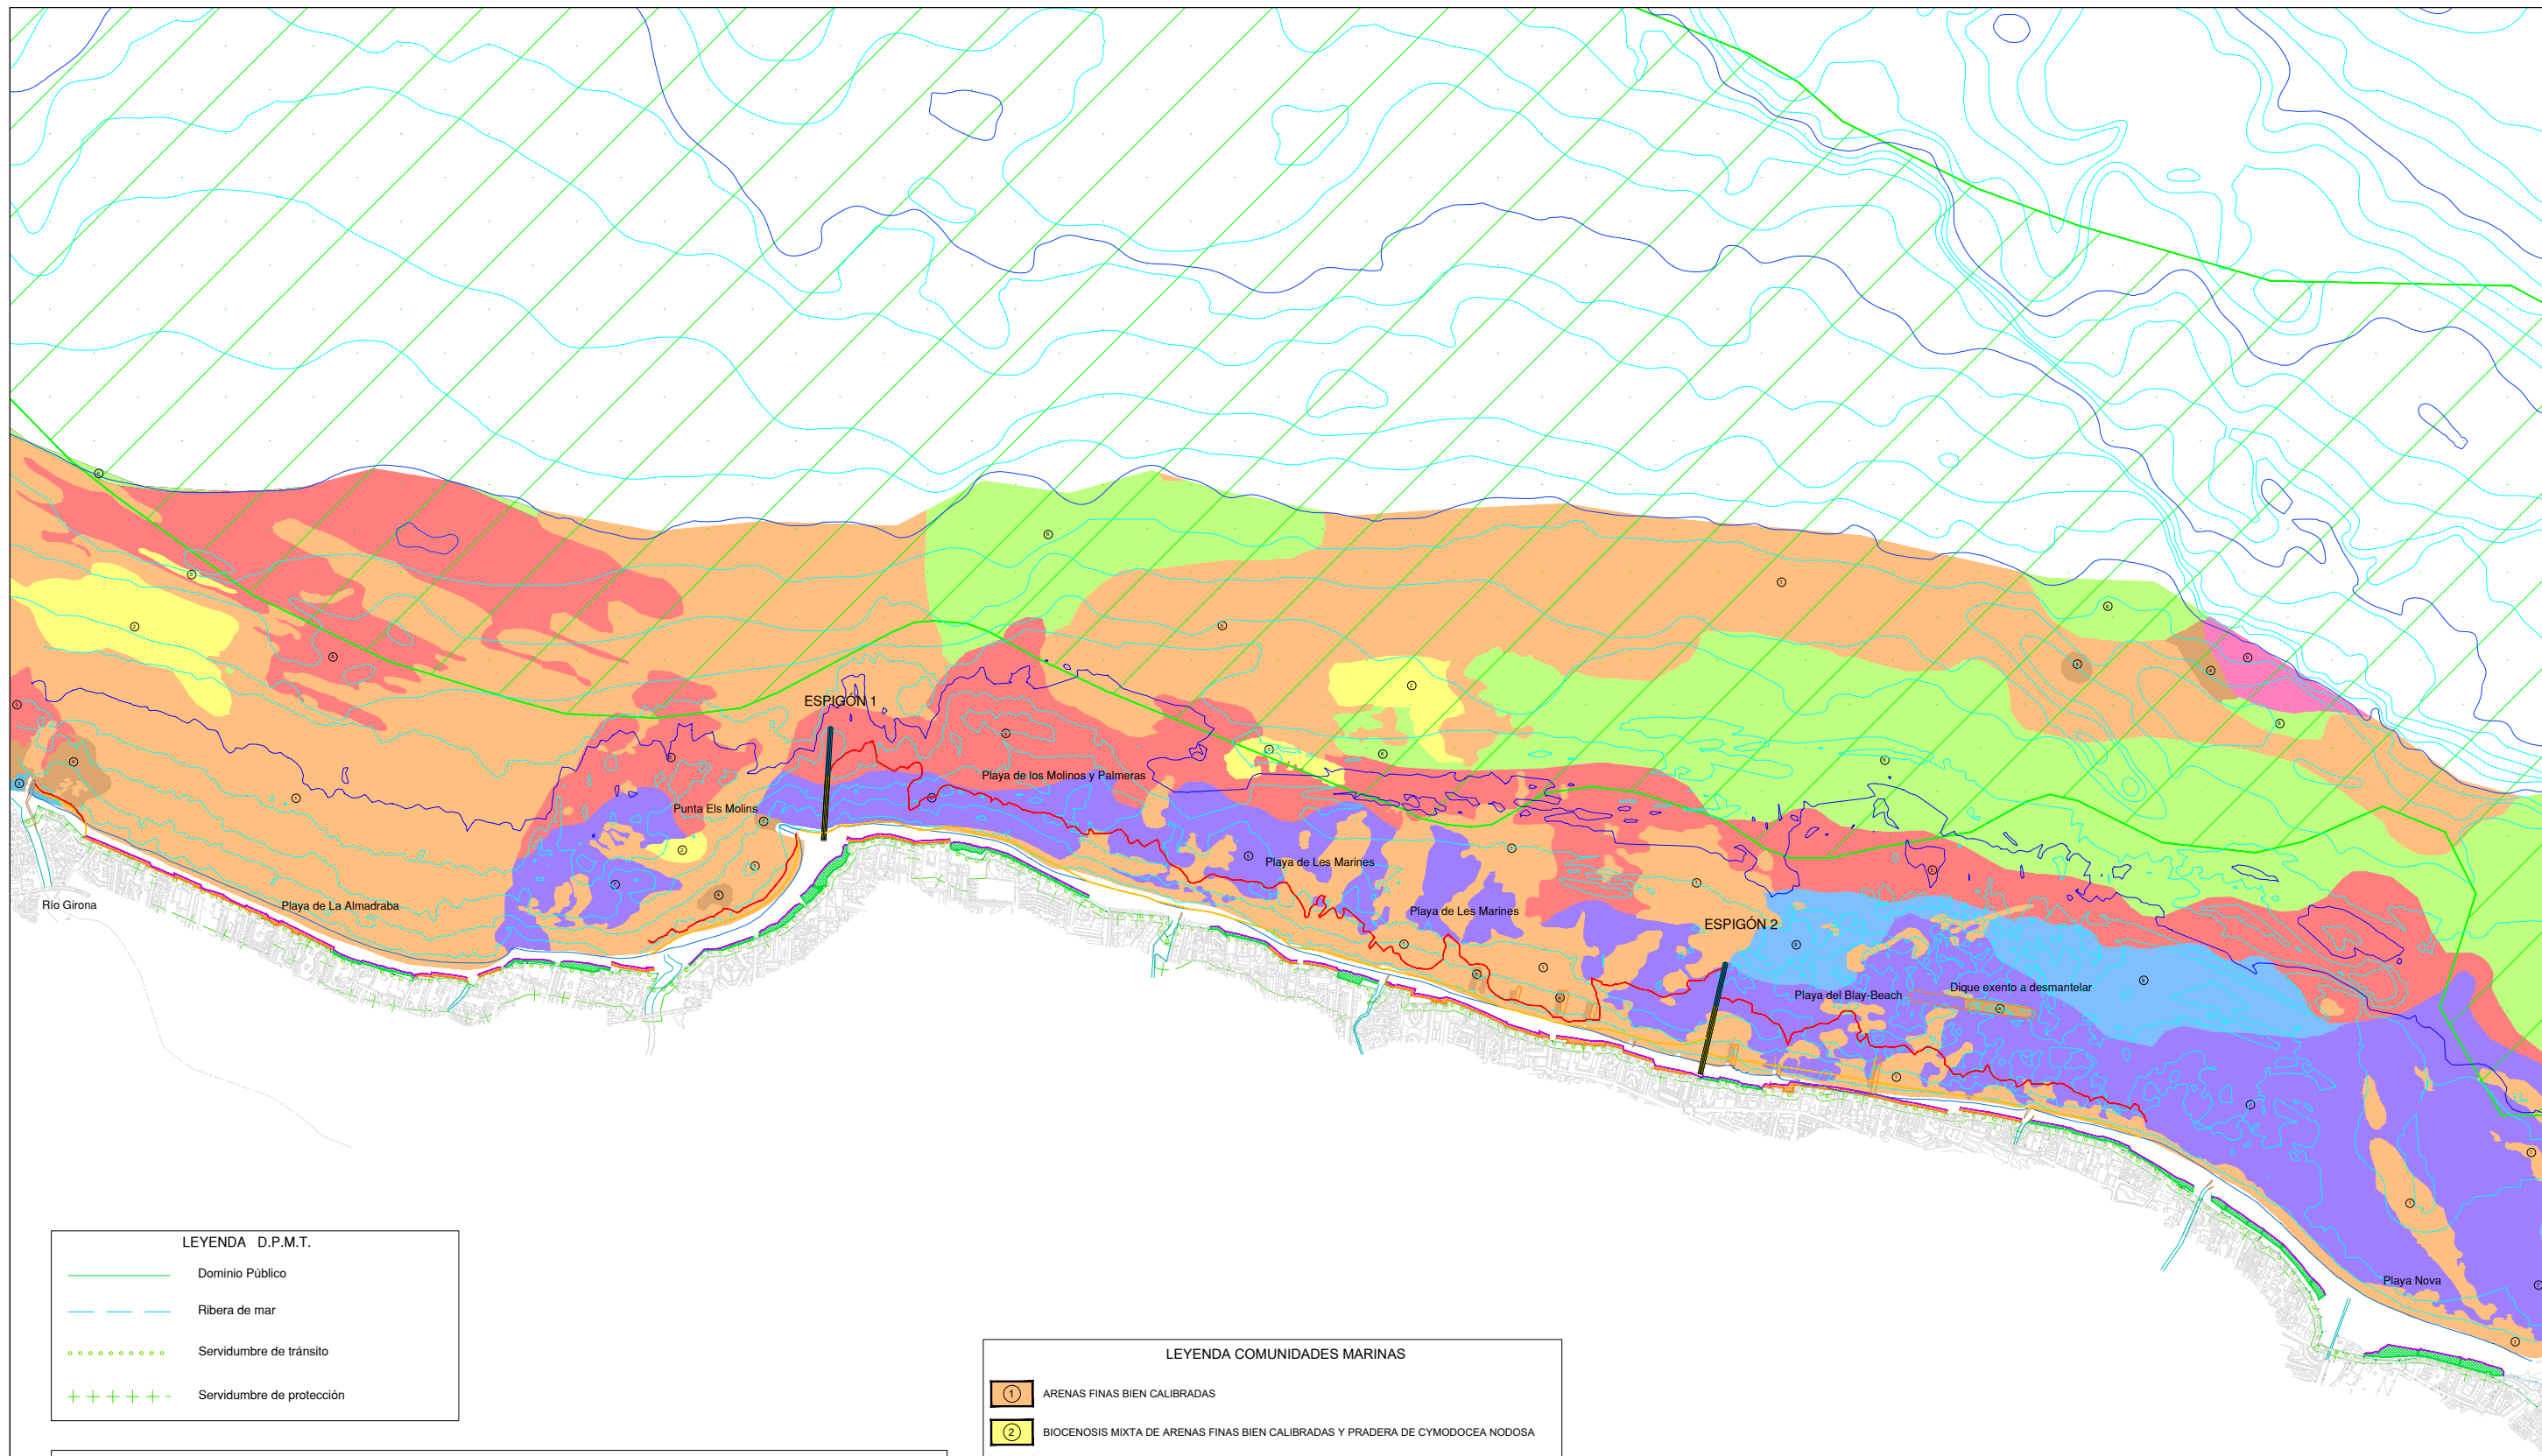 ESPIGÓN 1
Playa de los Molinos y Palmeras
Punta Els Molins
Playa de Les Marines
Río Girona
Playa de La Almadraba
Playa de Les Marines
ESPIGÓN 2
Dique exento a desmantelar
Playa del Blay-Beach
Playa Nova
LEYENDA D.P.M.T.
Dominio Público
Ribera de mar
Servidumbre de tránsito
Servidumbre de protección
LEYENDA COMUNIDADES MARINAS
1 ARENAS FINAS BIEN CALIBRADAS
2 BIOCENOSIS MIXTA DE ARENAS FINAS BIEN CALIBRADAS Y PRADERA DE CYMODOCEA NODOSA